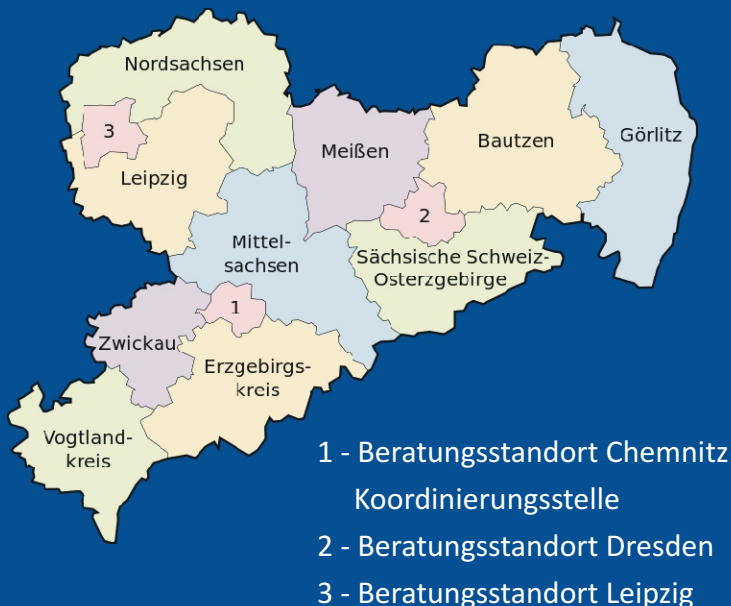 Nordsachsen
3
Leipzig
Meißen
Bautzen
Görlitz
2
Mittel-
sachsen
Sächsische Schweiz-
Osterzgebirge
1
Zwickau
Erzgebirgs-
kreis
Vogtland-
kreis
1 - Beratungsstandort Chemnitz
Koordinierungsstelle
2 - Beratungsstandort Dresden
3 - Beratungsstandort Leipzig